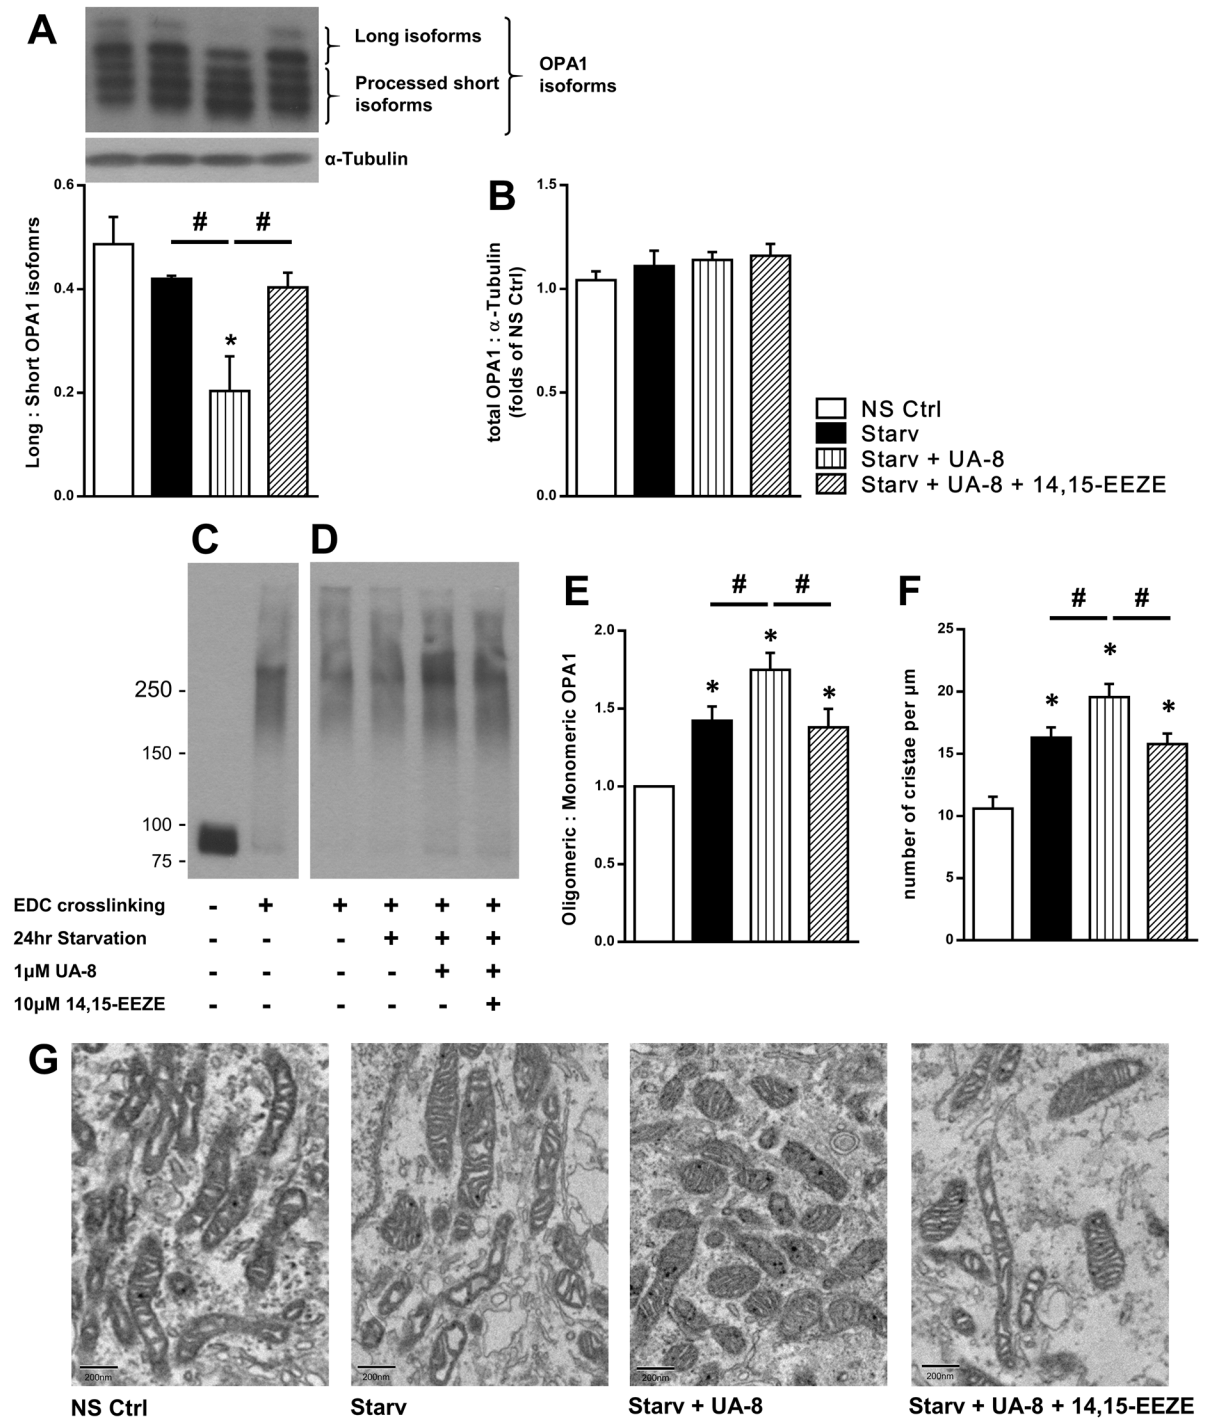 A
Long isoforms
Processed short
isoforms
OPA1
isoforms
α-Tubulin
0.6
0.4
0.2
0.0
Long : Short OPA1 isofomrs
# #
*
B
1.5
1.0
0.5
0.0
total OPA1 : α-Tubulin
(folds of NS Ctrl)
NS Ctrl
Starv
Starv + UA-8
Starv + UA-8 + 14,15-EEZE
C
D
250 -
150 -
100 -
75 -
EDC crosslinking - + + + + +
24hr Starvation - - - + + +
1µM UA-8 - - - - + +
10µM 14,15-EEZE - - - - - +
E
# #
* * *
2.0
1.5
1.0
0.5
0.0
Oligomeric : Monomeric OPA1
F
# #
* * *
25
20
15
10
5
0
number of cristae per µm
G
200nm
200nm
200nm
200nm
NS Ctrl
Starv
Starv + UA-8
Starv + UA-8 + 14,15-EEZE